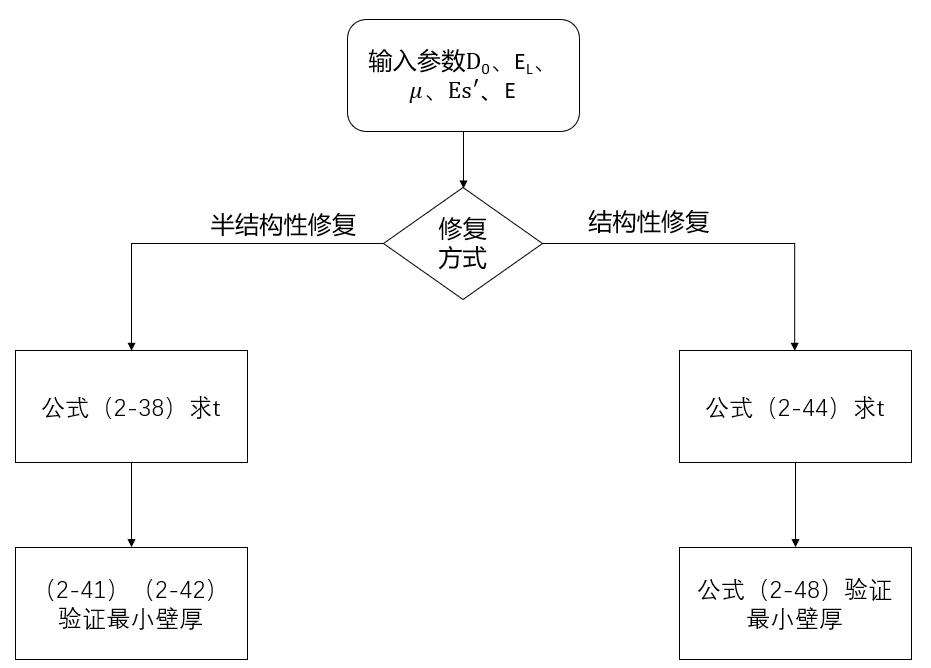 输入参数D₀、E_L、
μ、Es′、E
半结构性修复
修复
方式
结构性修复
公式（2-38）求t
公式（2-44）求t
（2-41）（2-42）
验证最小壁厚
公式（2-48）验证
最小壁厚